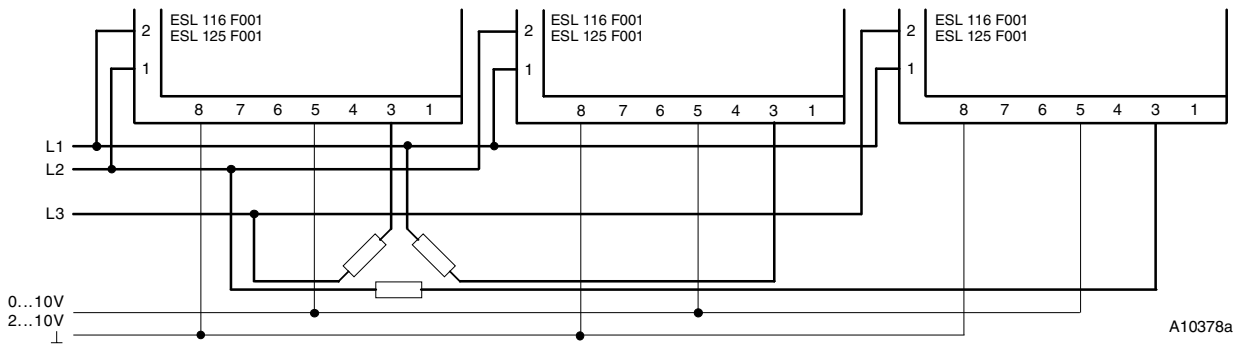 ESL 116 F001
ESL 125 F001
ESL 116 F001
ESL 125 F001
ESL 116 F001
ESL 125 F001
2
2
2
1
1
1
8 7 6 5 4 3 1
8 7 6 5 4 3 1
8 7 6 5 4 3 1
L1
L2
L3
0...10V
2...10V
⊥
A10378a